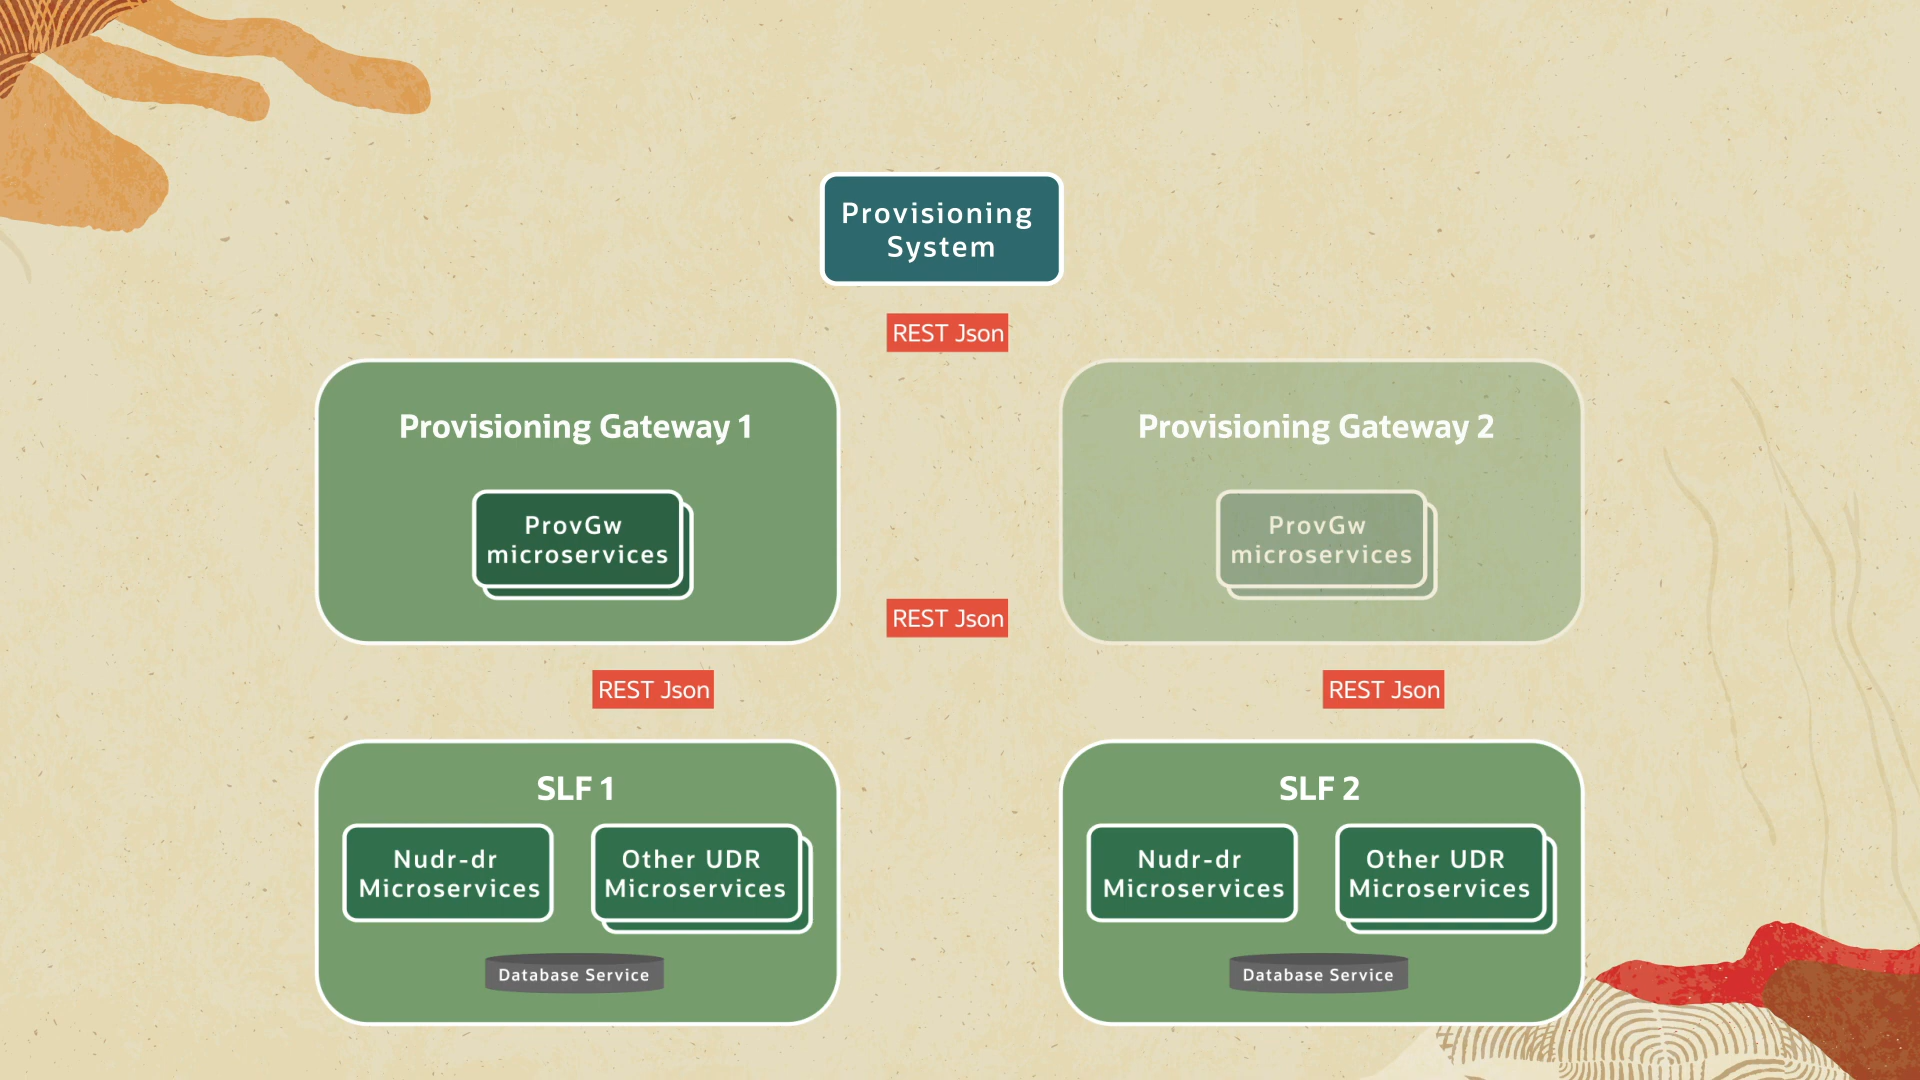 Provisioning
System
REST Json
Provisioning Gateway 1
ProvGw
microservices
Provisioning Gateway 2
ProvGw
microservices
REST Json
REST Json
REST Json
SLF 1
Nudr-dr
Microservices
Other UDR
Microservices
Database Service
SLF 2
Nudr-dr
Microservices
Other UDR
Microservices
Database Service